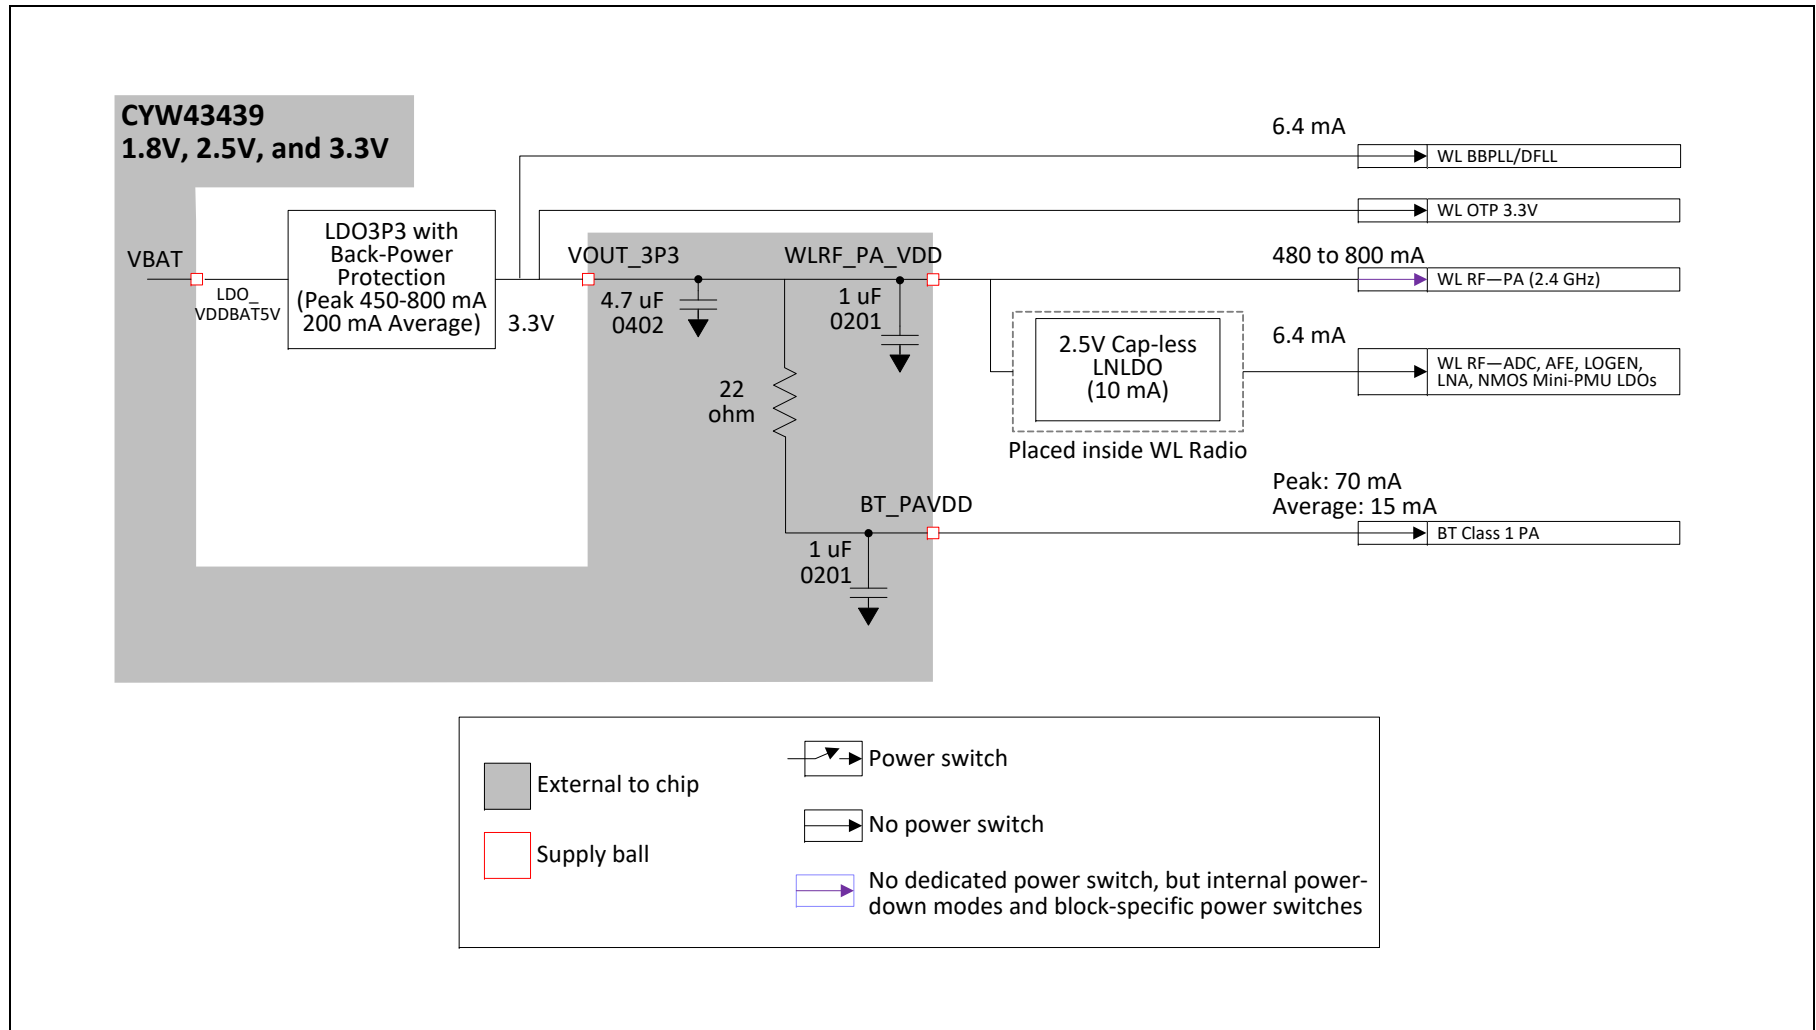 CYW43439
1.8V, 2.5V, and 3.3V
6.4 mA
WL BBPLL/DFLL
WL OTP 3.3V
VBAT
LDO_
VDDBAT5V
LDO3P3 with
Back-Power
Protection
(Peak 450-800 mA
200 mA Average)
3.3V
VOUT_3P3
4.7 uF
0402
WLRF_PA_VDD
1 uF
0201
480 to 800 mA
WL RF—PA (2.4 GHz)
22
ohm
2.5V Cap-less
LNLDO
(10 mA)
Placed inside WL Radio
6.4 mA
WL RF—ADC, AFE, LOGEN,
LNA, NMOS Mini-PMU LDOs
BT_PAVDD
1 uF
0201
Peak: 70 mA
Average: 15 mA
BT Class 1 PA
External to chip
Supply ball
Power switch
No power switch
No dedicated power switch, but internal power-
down modes and block-specific power switches